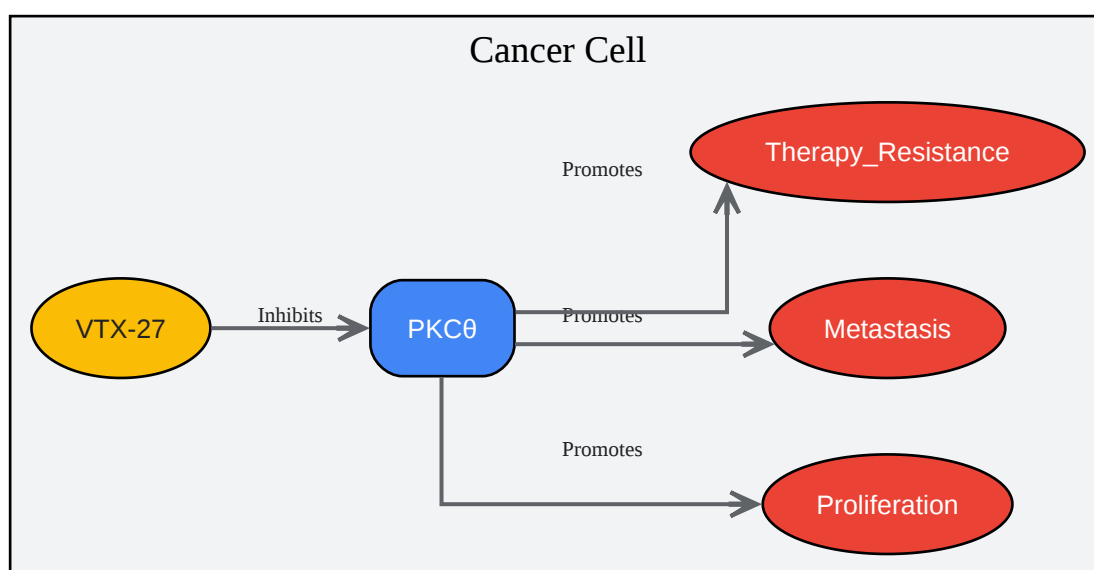 Cancer Cell
Therapy_Resistance
Promotes
VTX-27
Inhibits
PKCθ
Promotes
Metastasis
Promotes
Proliferation